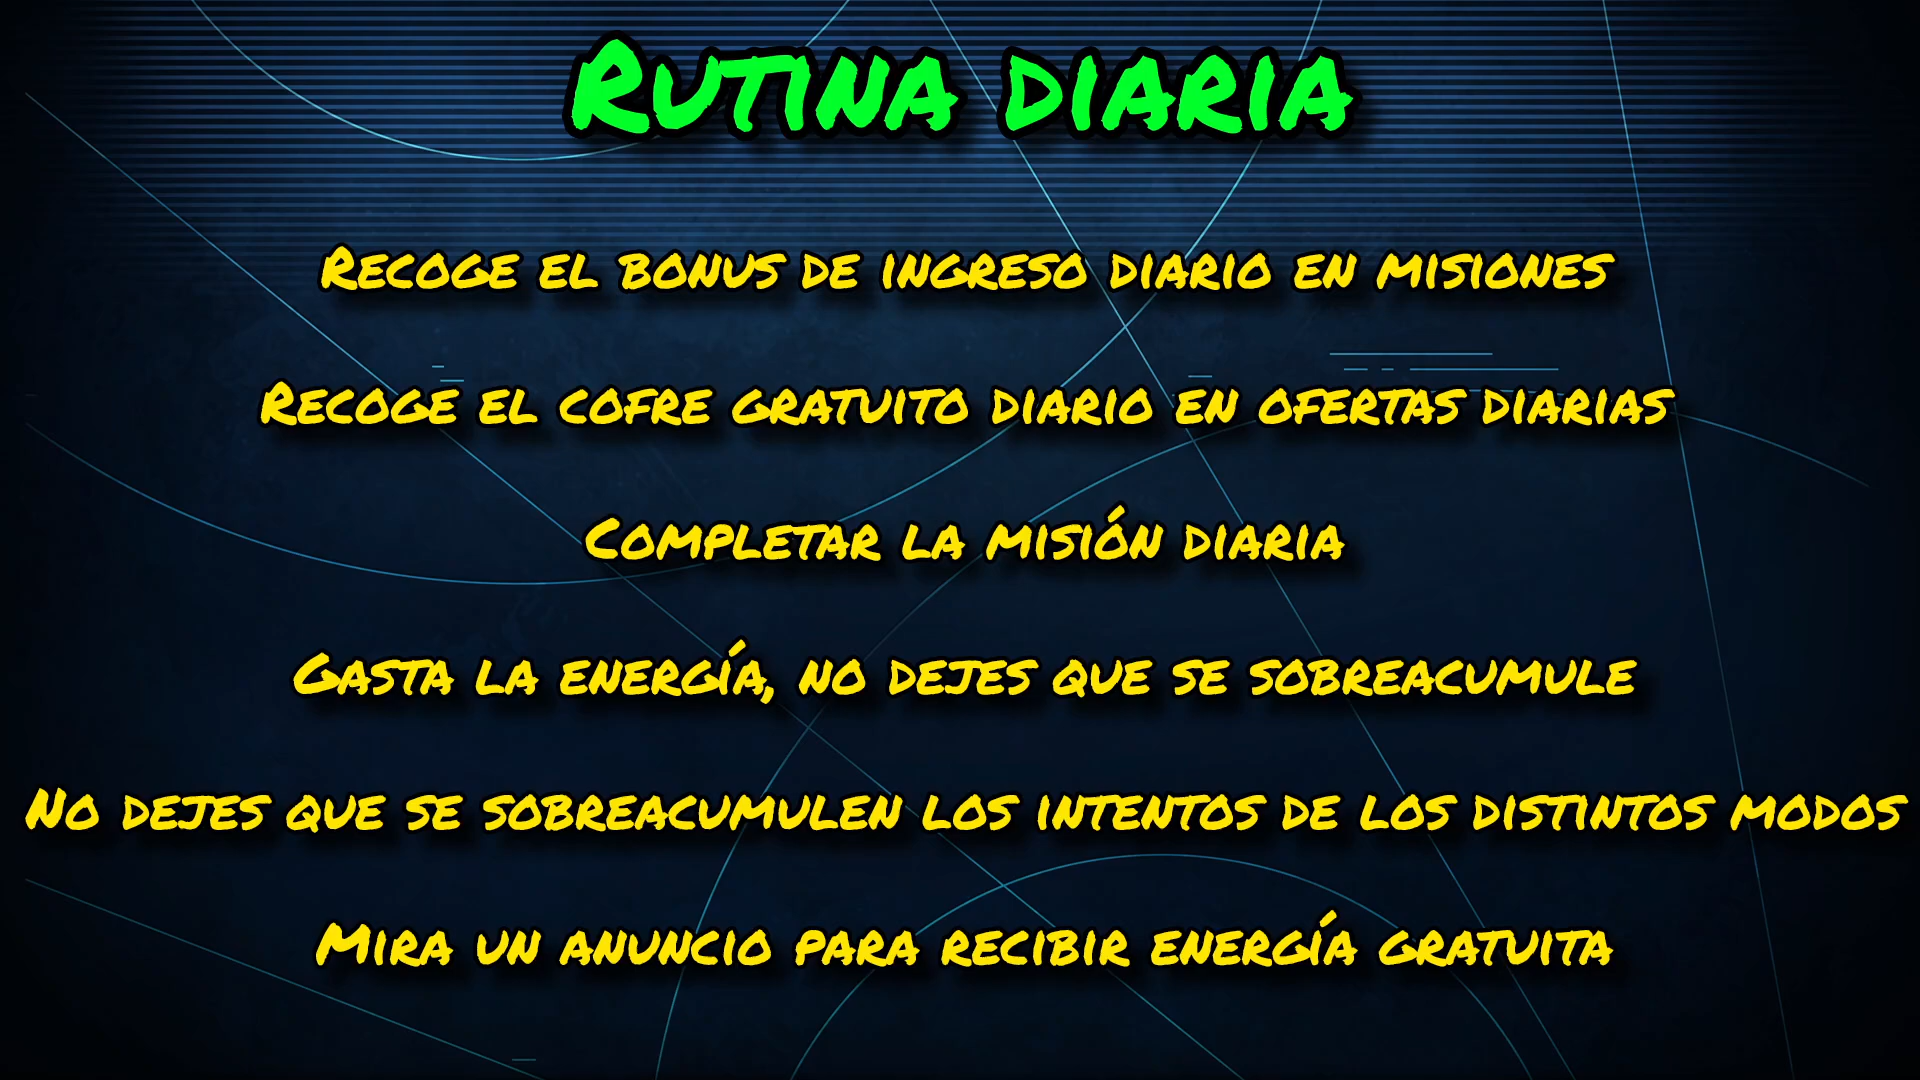 Rutina diaria
Recoge el bonus de ingreso diario en misiones
Recoge el cofre gratuito diario en ofertas diarias
Completar la misión diaria
Gasta la energía, no dejes que se sobreacumule
No dejes que se sobreacumulen los intentos de los distintos modos
Mira un anuncio para recibir energía gratuita